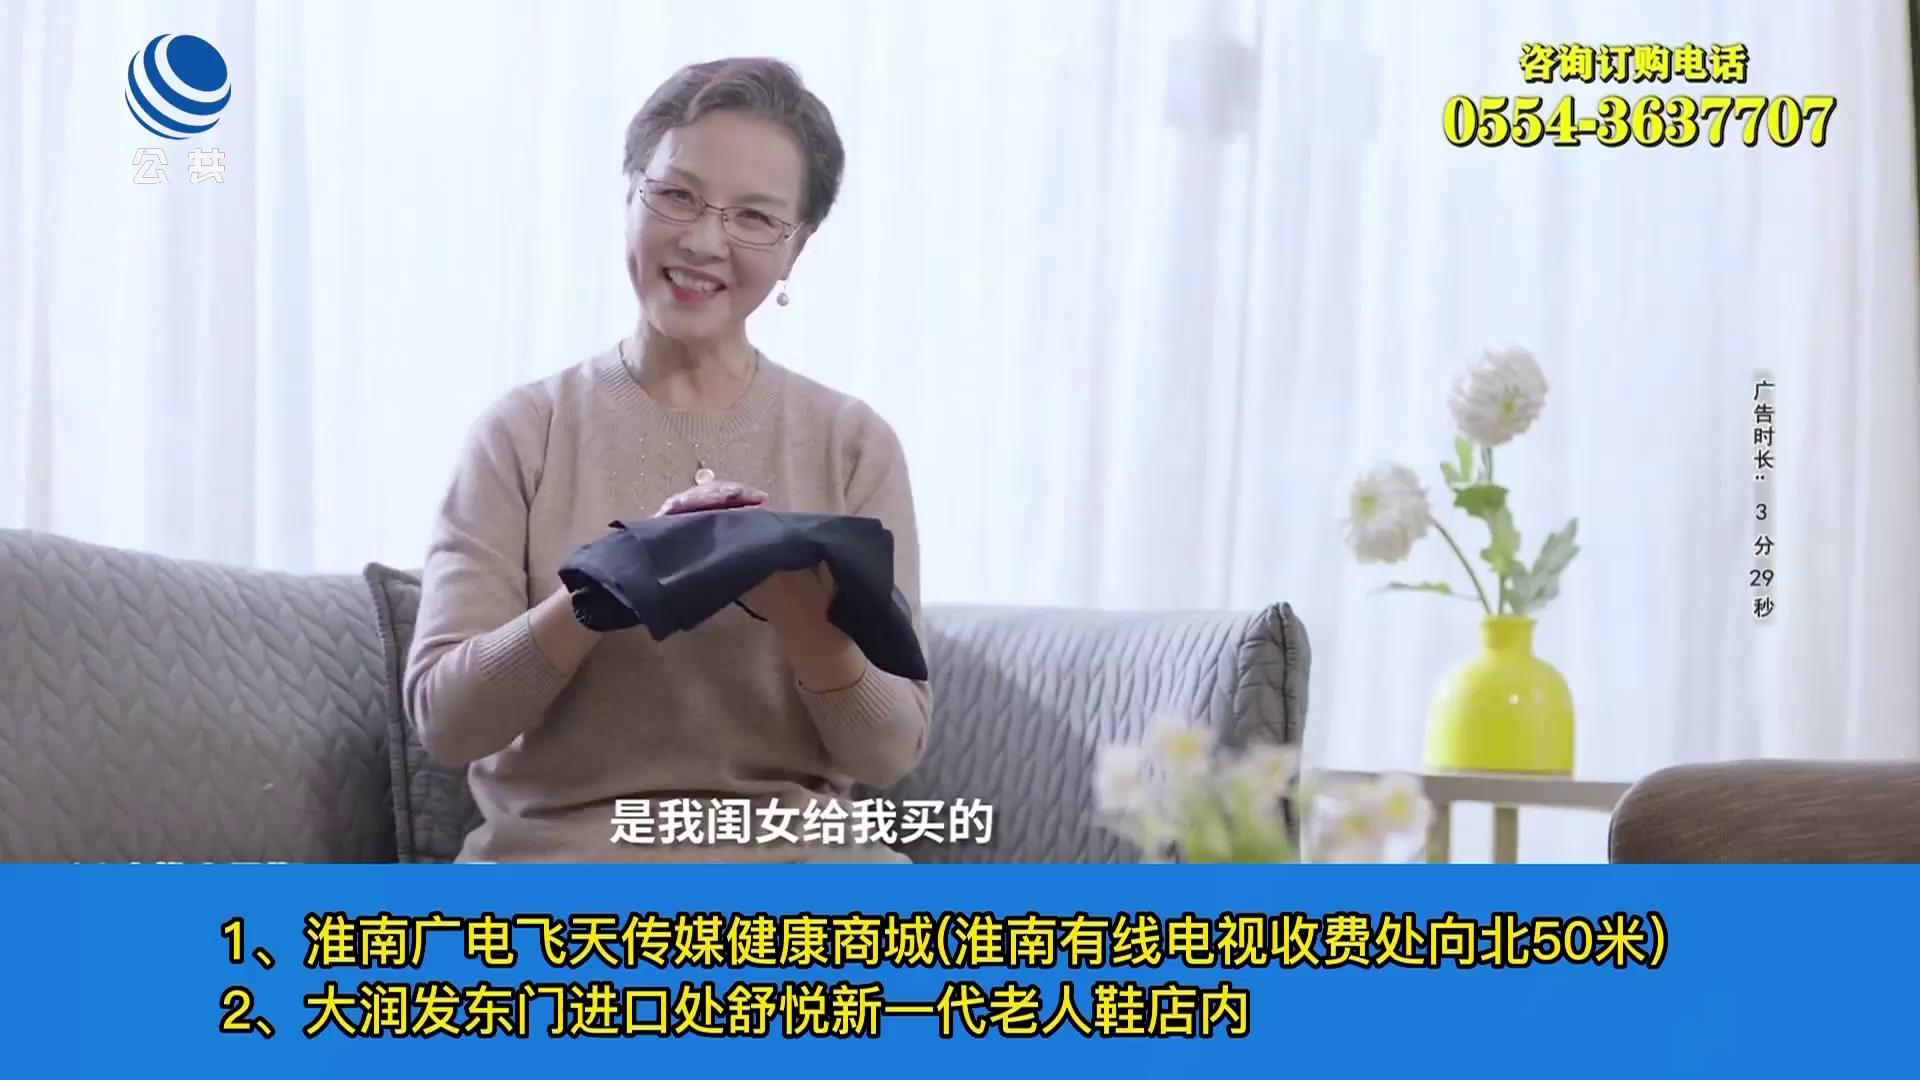 公共
咨询订购电话
0554-3637707
广告时长：3分29秒
是我闺女给我买的
1、淮南广电飞天传媒健康商城(淮南有线电视收费处向北50米)
2、大润发东门进口处舒悦新一代老人鞋店内